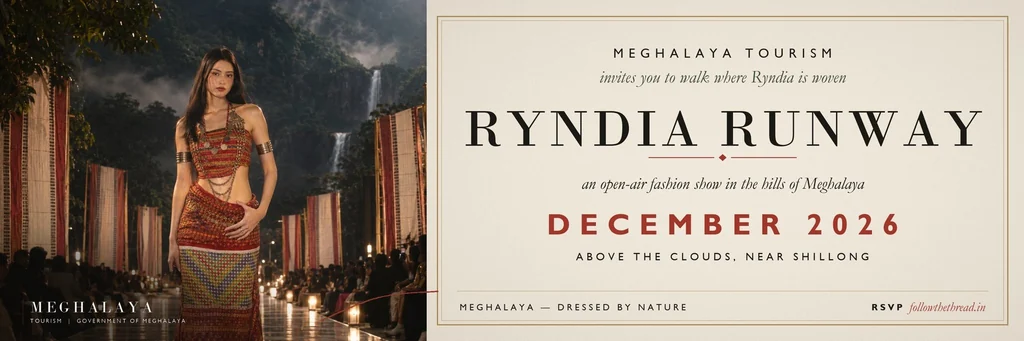 MEGHALAYA
TOURISM | GOVERNMENT OF MEGHALAYA
MEGHALAYA TOURISM
invites you to walk where Ryndia is woven
RYNDIA RUNWAY
an open-air fashion show in the hills of Meghalaya
DECEMBER 2026
ABOVE THE CLOUDS, NEAR SHILLONG
MEGHALAYA — DRESSED BY NATURE
RSVP followthethread.in